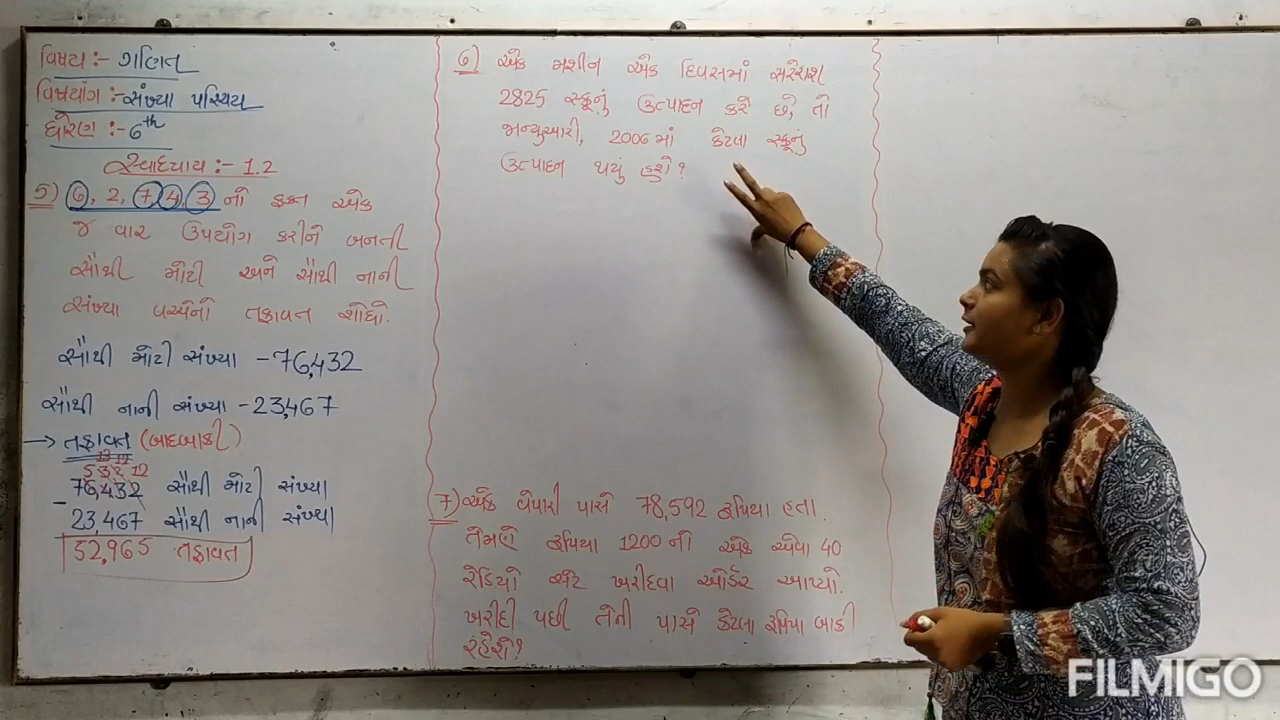 વિષય :- ગણિત
વિષયાંગ :- સંખ્યા પરિચય
ધોરણ :- 6th
સ્વાધ્યાય :- 1.2
5) 6, 2, 7, 4, 3 નો ફક્ત એક
જ વાર ઉપયોગ કરીને બનતી
સૌથી મોટી અને સૌથી નાની
સંખ્યા વચ્ચેનો તફાવત શોધો.
સૌથી મોટી સંખ્યા - 76,432
સૌથી નાની સંખ્યા - 23,467
→ તફાવત (બાદબાકી)
76,432 સૌથી મોટી સંખ્યા
- 23,467 સૌથી નાની સંખ્યા
52,965 તફાવત
6) એક મશીન એક દિવસમાં સરેરાશ
2825 સ્ક્રૂનું ઉત્પાદન કરે છે, તો
જાન્યુઆરી, 2006 માં કેટલા સ્ક્રૂનું
ઉત્પાદન થયું હશે?
7) એક વેપારી પાસે 78,592 રૂપિયા હતા.
તેમણે રૂપિયા 1200 ની એક એવા 40
રેડિયો સેટ ખરીદવા ઓર્ડર આપ્યો.
ખરીદી પછી તેની પાસે કેટલા રૂપિયા બાકી
રહેશે?
FILMIGO